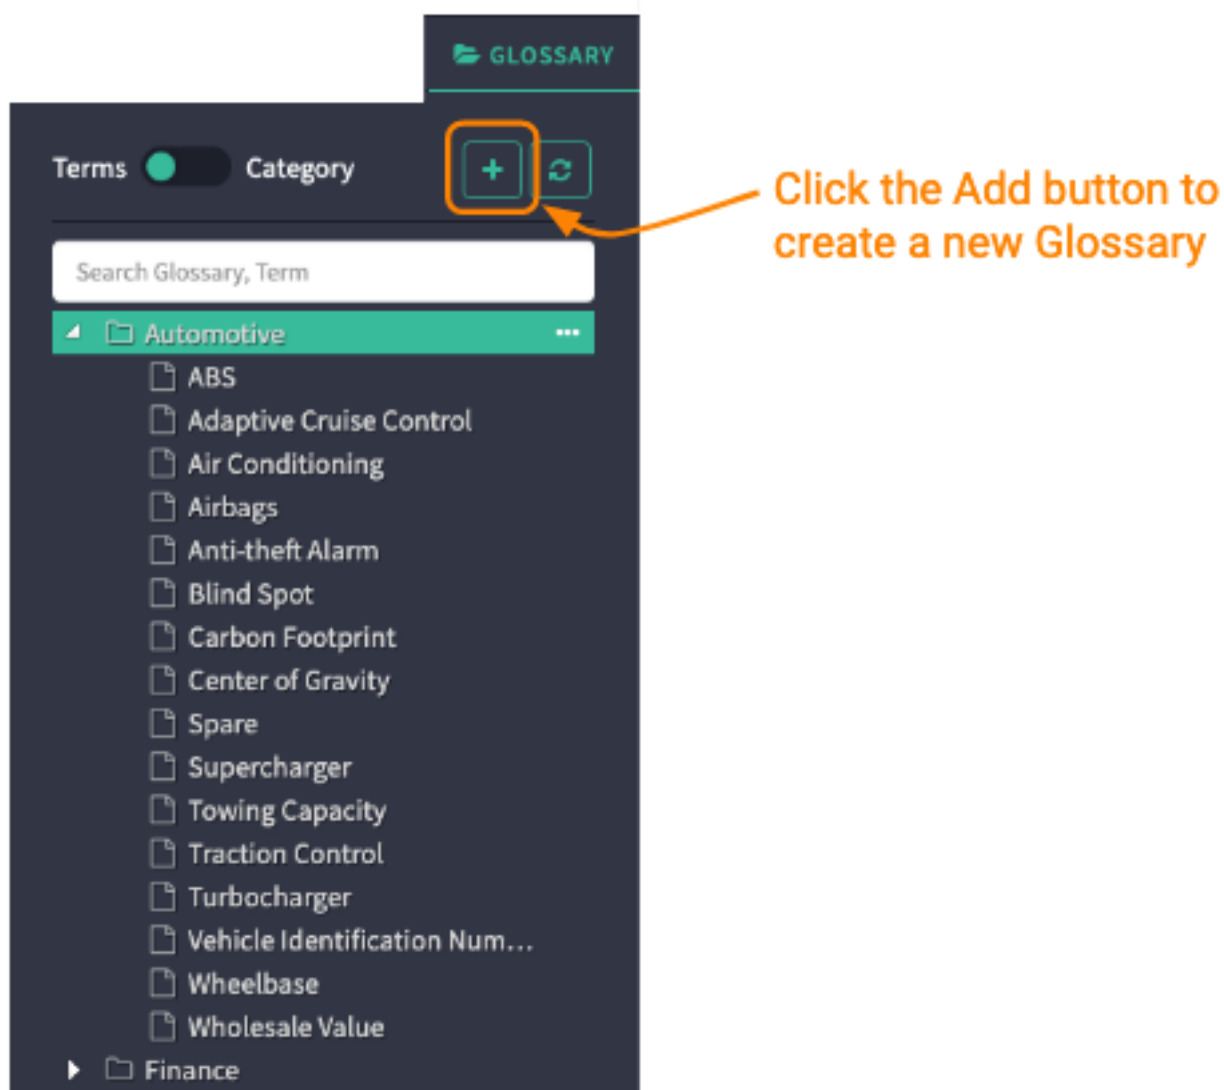 GLOSSARY
Terms Category
Click the Add button to
create a new Glossary
Search Glossary, Term
Automotive
ABS
Adaptive Cruise Control
Air Conditioning
Airbags
Anti-theft Alarm
Blind Spot
Carbon Footprint
Center of Gravity
Spare
Supercharger
Towing Capacity
Traction Control
Turbocharger
Vehicle Identification Num...
Wheelbase
Wholesale Value
Finance